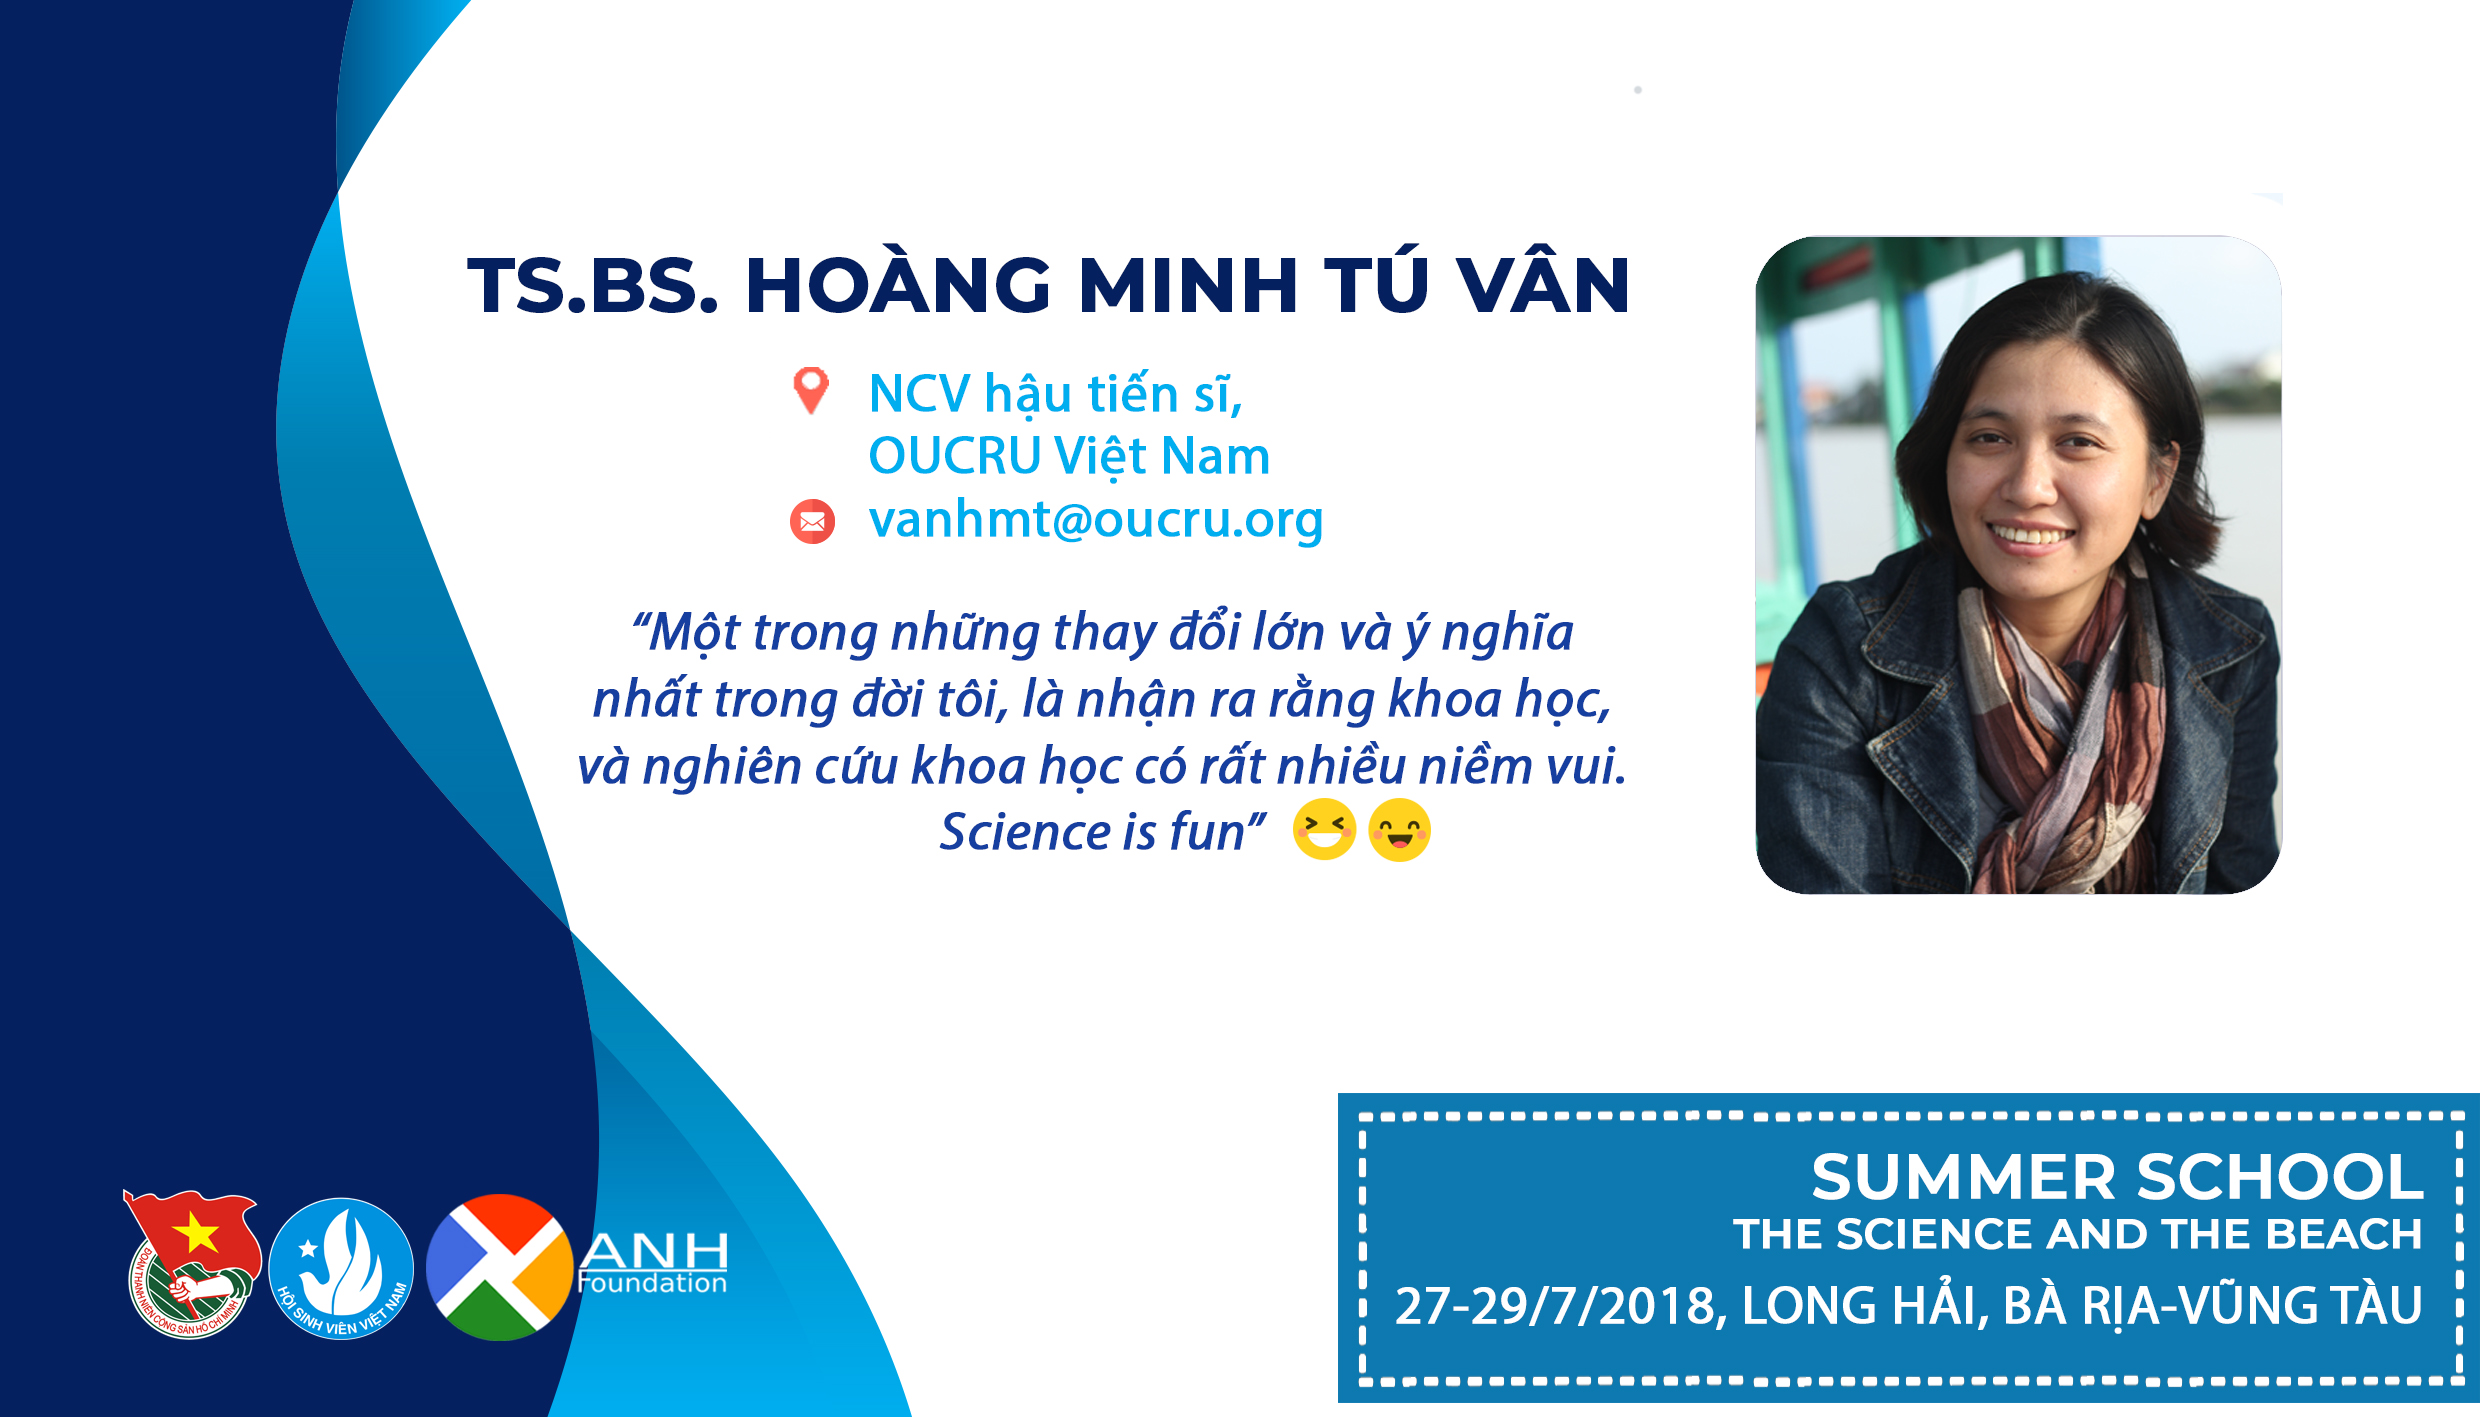 TS.BS. HOÀNG MINH TÚ VÂN
NCV hậu tiến sĩ,
OUCRU Việt Nam
vanhmt@oucru.org
“Một trong những thay đổi lớn và ý nghĩa
nhất trong đời tôi, là nhận ra rằng khoa học,
và nghiên cứu khoa học có rất nhiều niềm vui.
Science is fun”
ĐOÀN THANH NIÊN CỘNG SẢN HỒ CHÍ MINH
HỘI SINH VIÊN VIỆT NAM
ANH
Foundation
SUMMER SCHOOL
THE SCIENCE AND THE BEACH
27-29/7/2018, LONG HẢI, BÀ RỊA-VŨNG TÀU